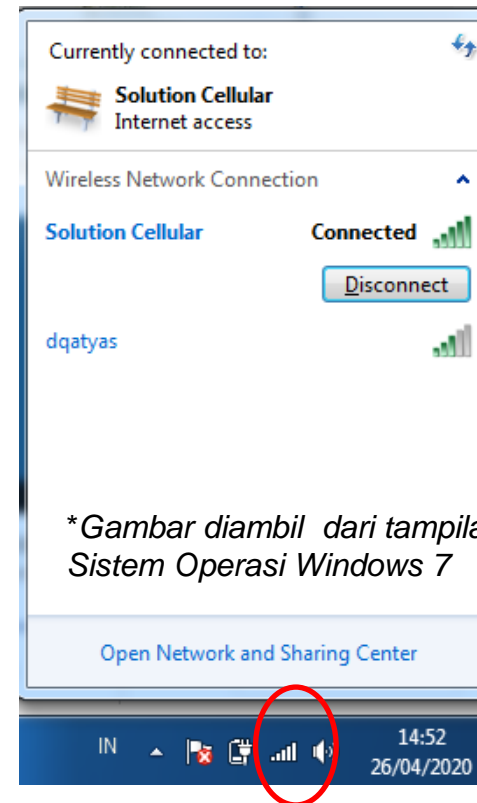 Currently connected to:
Solution Cellular
Internet access
Wireless Network Connection
Solution Cellular Connected
Disconnect
dqatyas
*Gambar diambil dari tampila
Sistem Operasi Windows 7
Open Network and Sharing Center
IN 14:52
26/04/2020